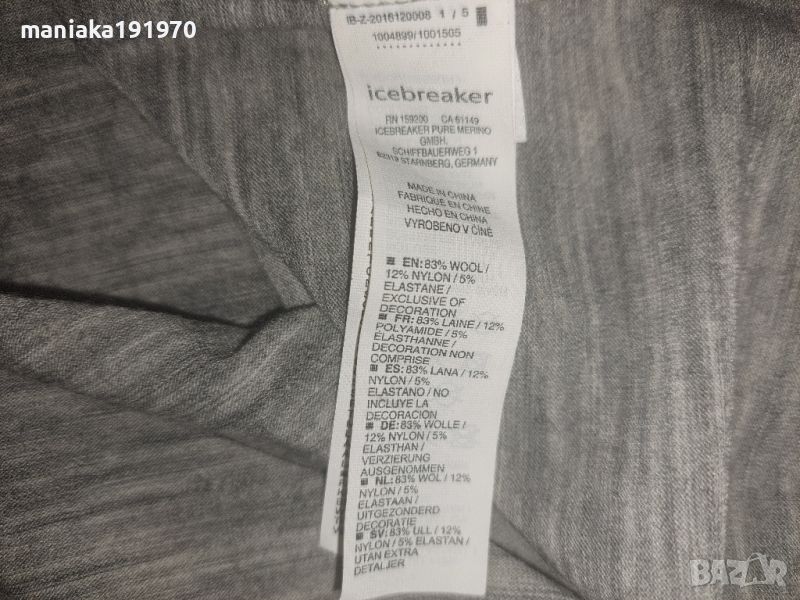 maniaka191970
IB-Z-2016120008 1 / 5
1004899/1001505
icebreaker
RN 159200 CA 61149
ICEBREAKER PURE MERINO
GMBH,
SCHIFFBAUERWEG 1
82319 STARNBERG, GERMANY
MADE IN CHINA
FABRIQUE EN CHINE
HECHO EN CHINA
VYROBENO V ČÍNĚ
EN: 83% WOOL /
12% NYLON / 5%
ELASTANE /
EXCLUSIVE OF
DECORATION
FR: 83% LAINE / 12%
POLYAMIDE / 5%
ÉLASTHANNE /
DECORATION NON
COMPRISE
ES: 83% LANA / 12%
NYLON / 5%
ELASTANO / NO
INCLUYE LA
DECORACION
DE: 83% WOLLE /
12% NYLON / 5%
ELASTHAN /
VERZIERUNG
AUSGENOMMEN
NL: 83% WOL / 12%
NYLON / 5%
ELASTAAN /
UITGEZONDERD
DECORATIE
SV: 83% ULL / 12%
NYLON / 5% ELASTAN /
UTAN EXTRA
DETALJER
BAZAR